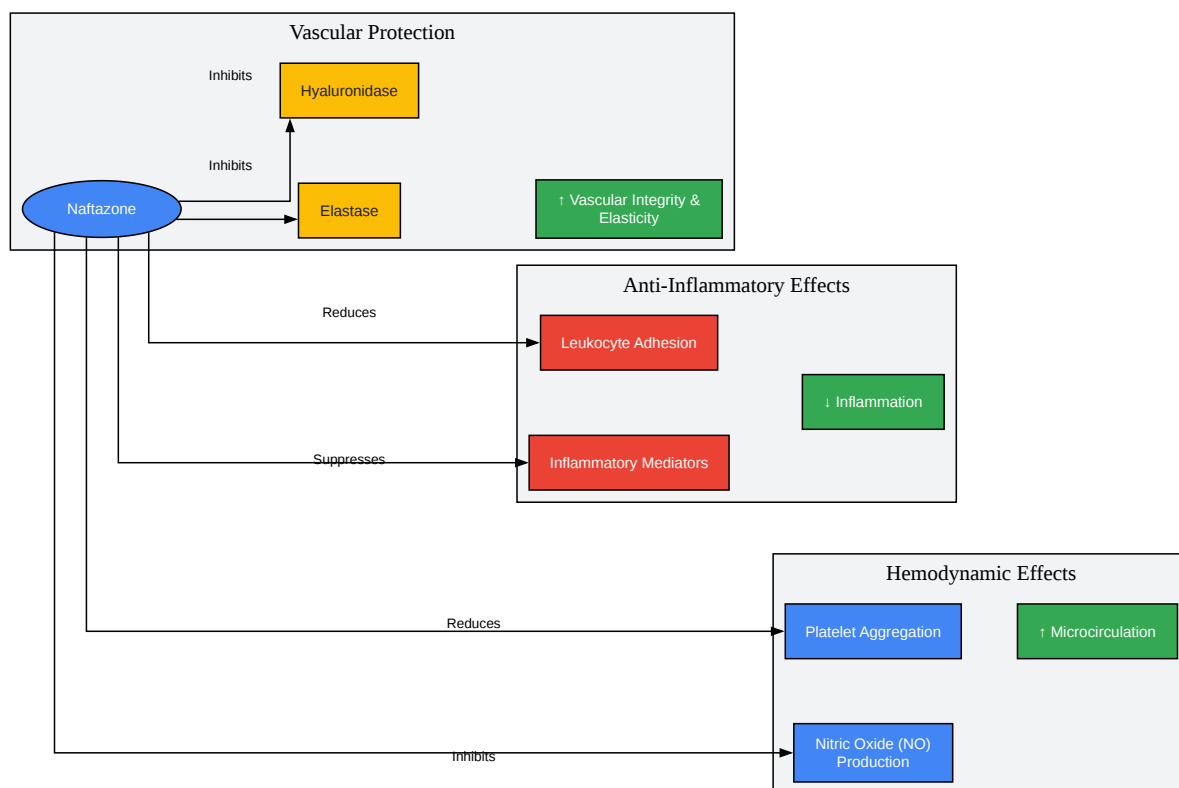 Vascular Protection
Inhibits
Hyaluronidase
Inhibits
Naftazone
Elastase
↑ Vascular Integrity &
Elasticity
Anti-Inflammatory Effects
Reduces
Leukocyte Adhesion
↓ Inflammation
Suppresses
Inflammatory Mediators
Hemodynamic Effects
Reduces
Platelet Aggregation
↑ Microcirculation
Inhibits
Nitric Oxide (NO)
Production